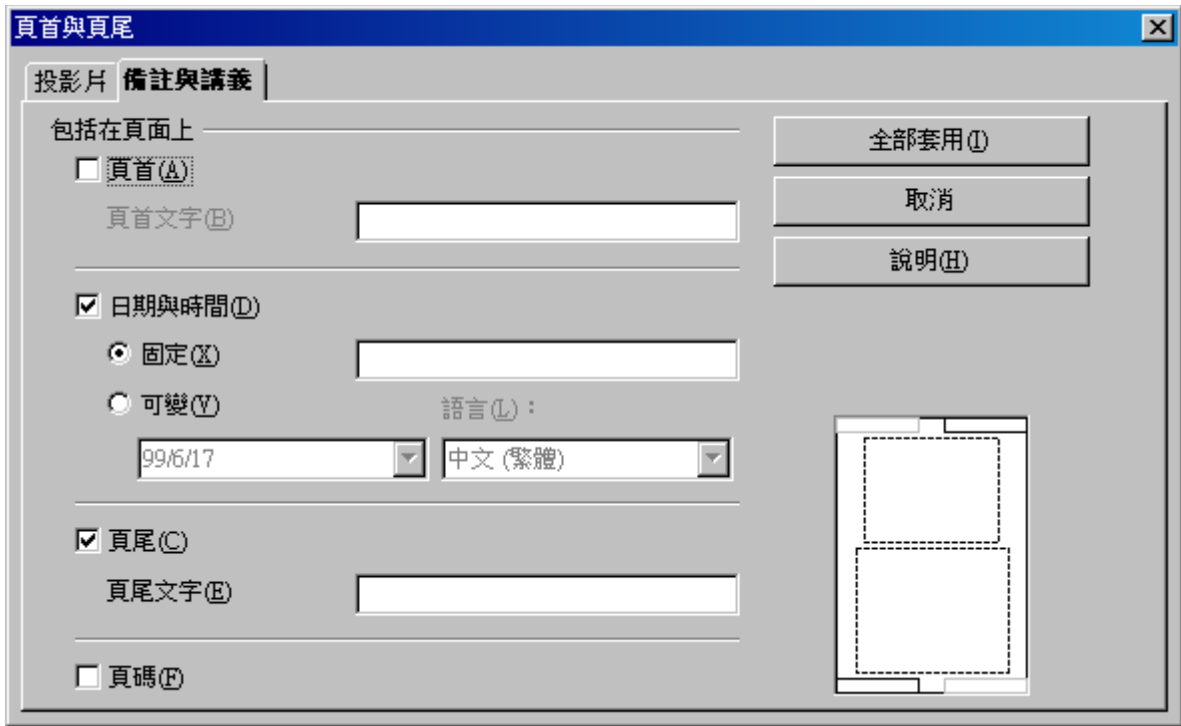 頁首與頁尾
投影片 備註與講義
包括在頁面上
頁首(A)
頁首文字(B)
日期與時間(D)
固定(X)
可變(Y)
語言(L)：
99/6/17
中文 (繁體)
頁尾(C)
頁尾文字(E)
頁碼(F)
全部套用(I)
取消
說明(H)